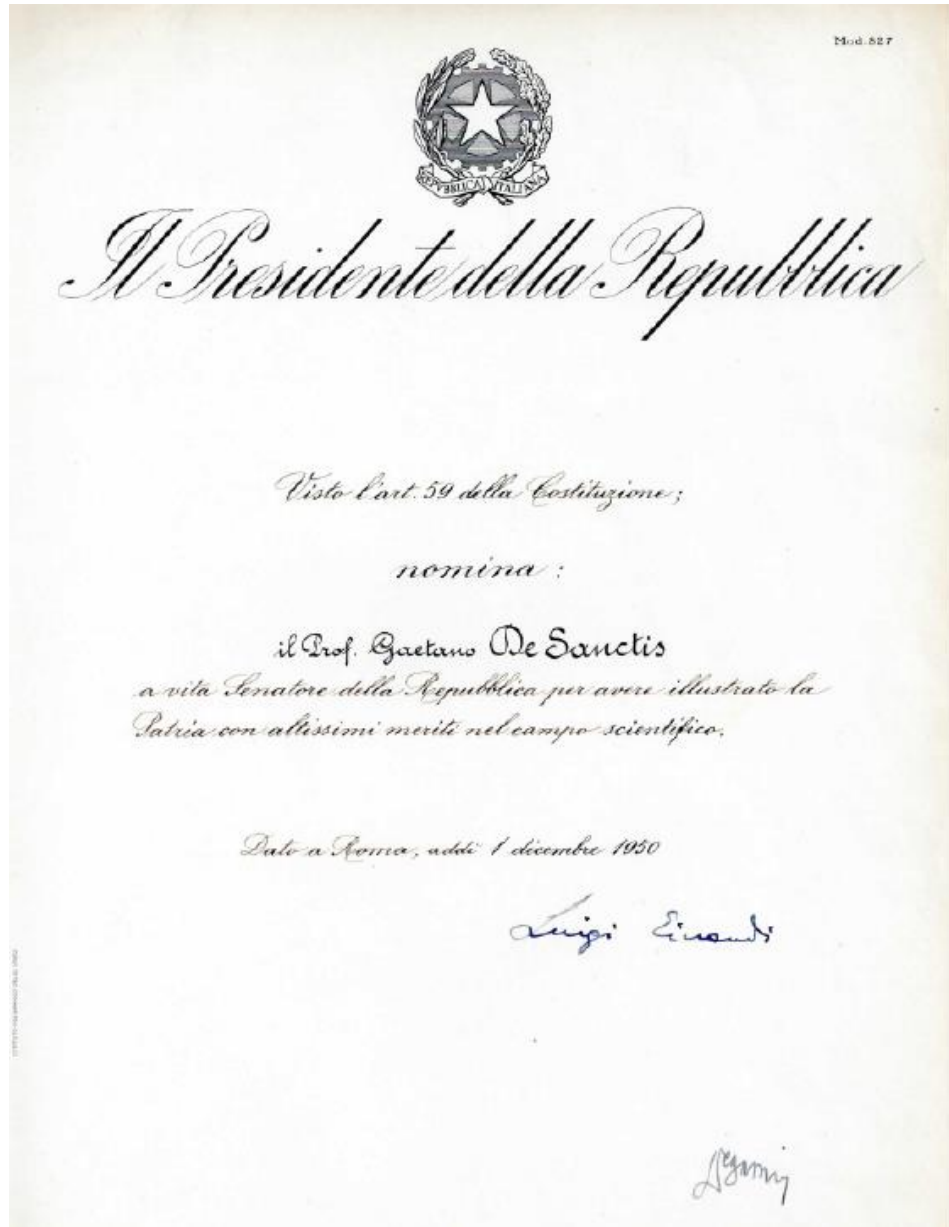 Mod. 827
REPVBBLICA ITALIANA
Il Presidente della Repubblica
Visto l'art. 59 della Costituzione;
nomina:
il Prof. Gaetano De Sanctis
a vita Senatore della Repubblica per avere illustrato la
Patria con altissimi meriti nel campo scientifico.
Dato a Roma, addì 1 dicembre 1950
Luigi Einaudi